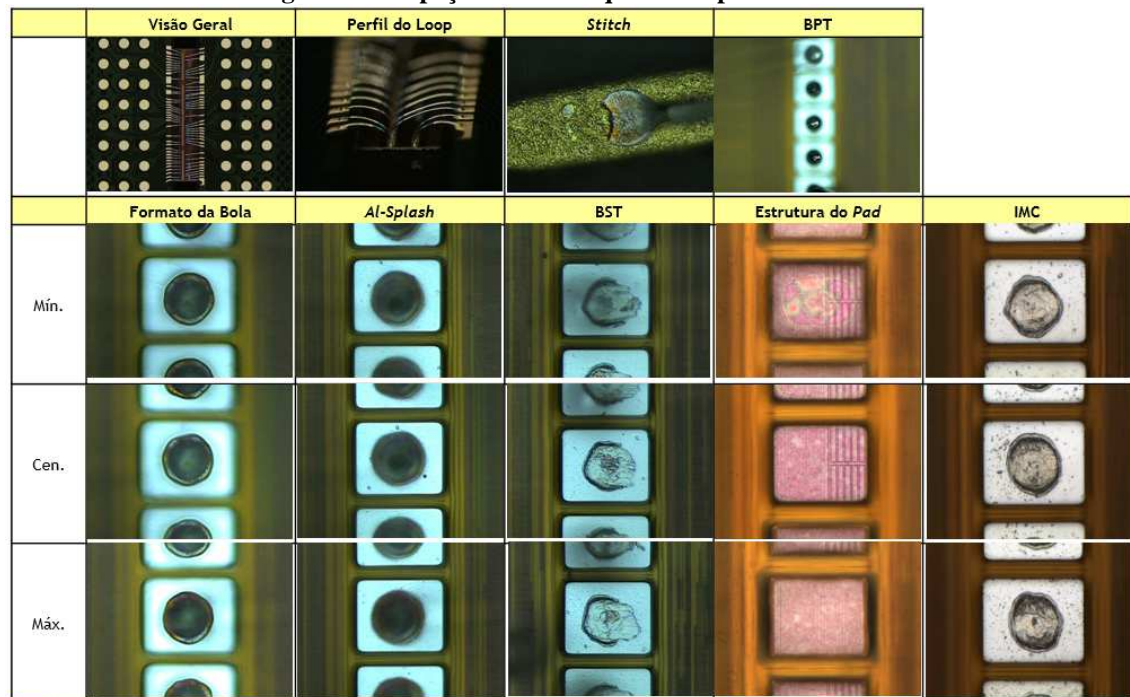 Visão Geral
Perfil do Loop
Stitch
BPT
Formato da Bola
Al-Splash
BST
Estrutura do Pad
IMC
Mín.
Cen.
Máx.